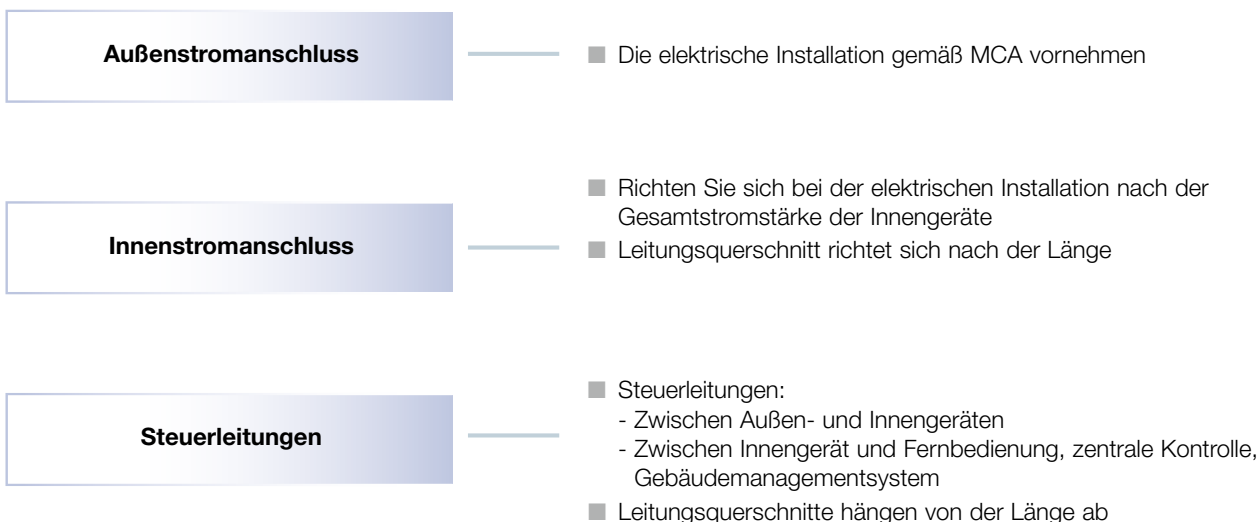 Außenstromanschluss
■ Die elektrische Installation gemäß MCA vornehmen
Innenstromanschluss
■ Richten Sie sich bei der elektrischen Installation nach der
Gesamtstromstärke der Innengeräte
■ Leitungsquerschnitt richtet sich nach der Länge
Steuerleitungen
■ Steuerleitungen:
- Zwischen Außen- und Innengeräten
- Zwischen Innengerät und Fernbedienung, zentrale Kontrolle,
Gebäudemanagementsystem
■ Leitungsquerschnitte hängen von der Länge ab